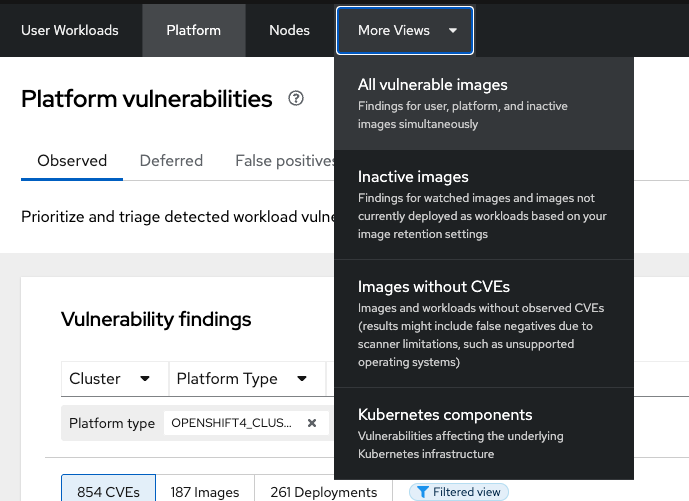 User Workloads Platform Nodes More Views
All vulnerable images
Findings for user, platform, and inactive
images simultaneously
Inactive images
Findings for watched images and images not
currently deployed as workloads based on your
image retention settings
Images without CVEs
Images and workloads without observed CVEs
(results might include false negatives due to
scanner limitations, such as unsupported
operating systems)
Kubernetes components
Vulnerabilities affecting the underlying
Kubernetes infrastructure
Platform vulnerabilities
Observed Deferred False positives
Prioritize and triage detected workload vulne
Vulnerability findings
Cluster Platform Type
Platform type OPENSHIFT4_CLUS...
854 CVEs 187 Images 261 Deployments Filtered view